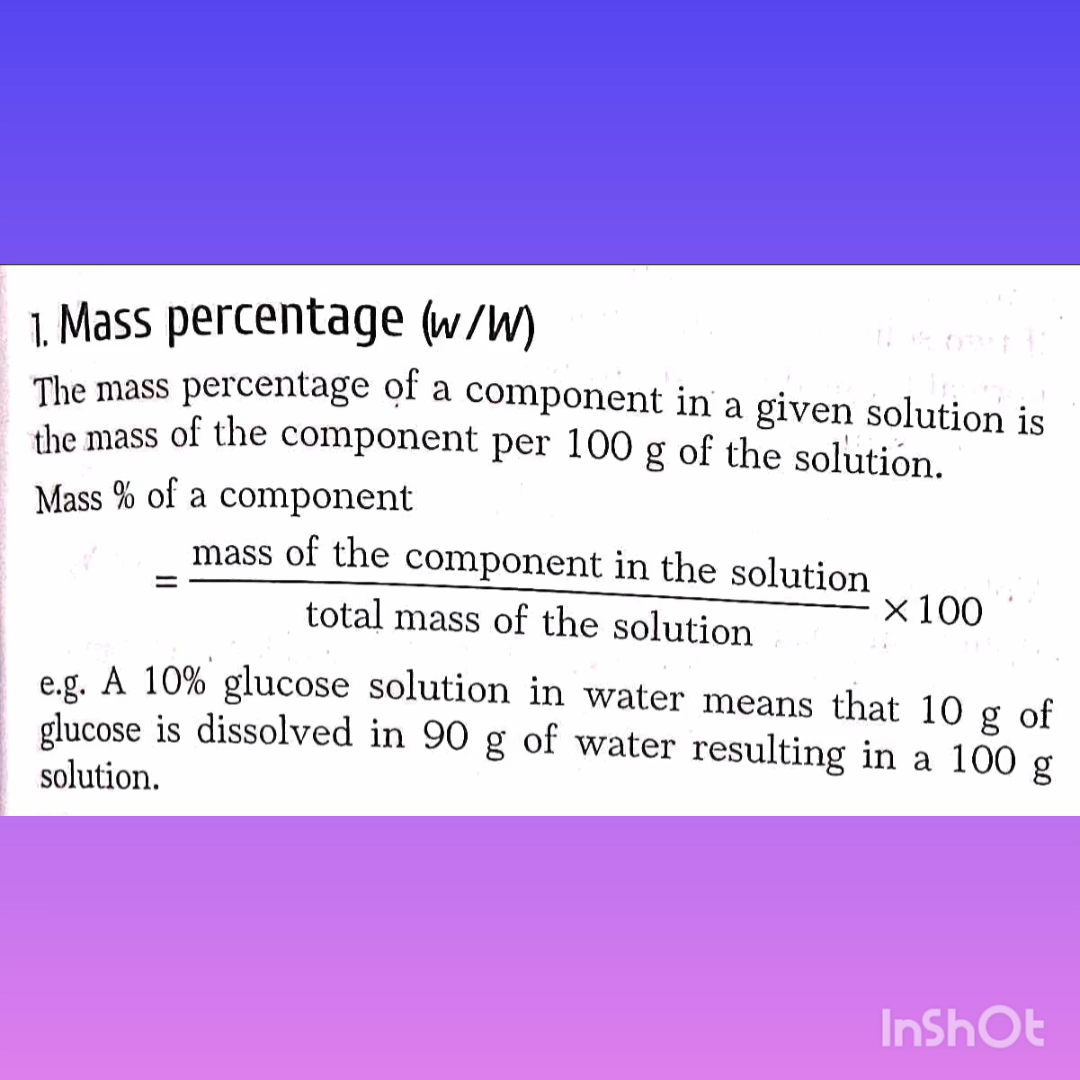 1. Mass percentage (w/W)
The mass percentage of a component in a given solution is
the mass of the component per 100 g of the solution.
Mass % of a component
= mass of the component in the solution
total mass of the solution
×100
e.g. A 10% glucose solution in water means that 10 g of
glucose is dissolved in 90 g of water resulting in a 100 g
solution.
InShOt